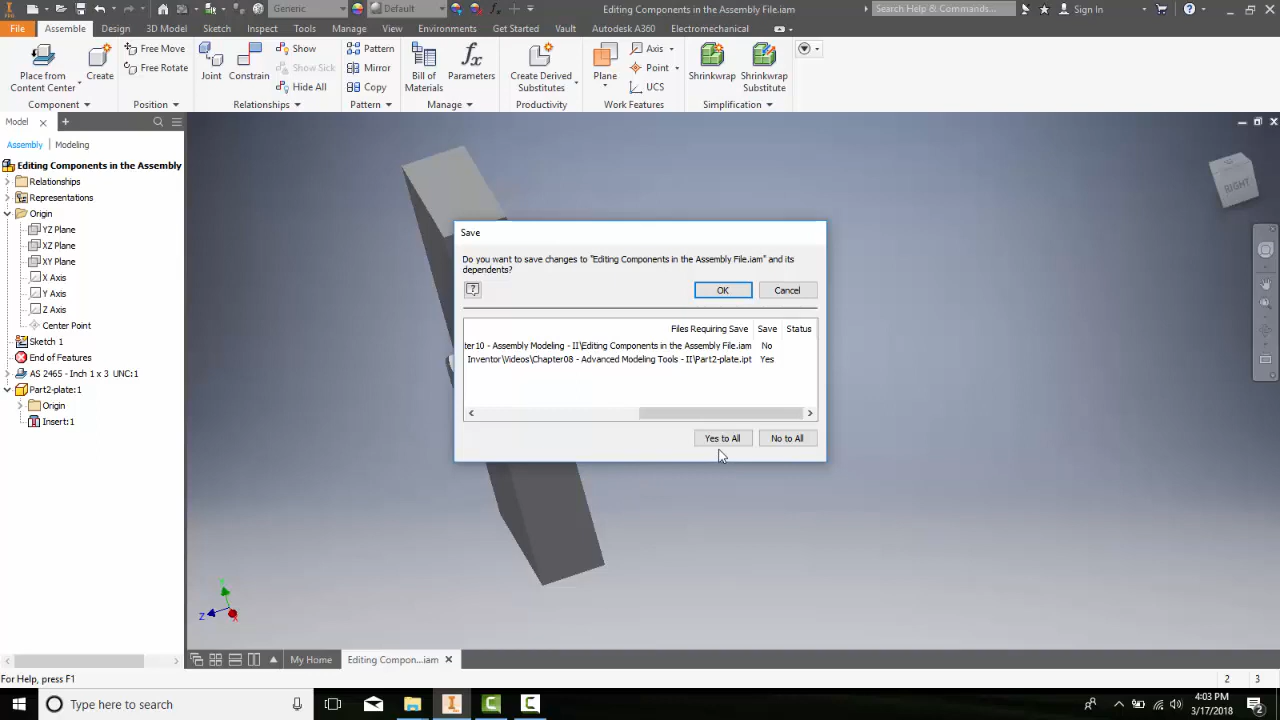 Generic
Default
Editing Components in the Assembly File.iam
Search Help & Commands...
Sign In
File
Assemble
Design
3D Model
Sketch
Inspect
Tools
Manage
View
Environments
Get Started
Vault
Autodesk A360
Electromechanical
Place from
Content Center
Create
Free Move
Free Rotate
Joint
Constrain
Show
Show Sick
Hide All
Pattern
Mirror
Copy
Bill of
Materials
Parameters
Create Derived
Substitutes
Plane
Axis
Point
UCS
Shrinkwrap
Shrinkwrap
Substitute
Component
Position
Relationships
Pattern
Manage
Productivity
Work Features
Simplification
Model
Assembly
Modeling
Editing Components in the Assembly
Relationships
Representations
Origin
YZ Plane
XZ Plane
XY Plane
X Axis
Y Axis
Z Axis
Center Point
Sketch 1
End of Features
AS 2465 - Inch 1 x 3 UNC:1
Part2-plate:1
Origin
Insert:1
RIGHT
Save
Do you want to save changes to "Editing Components in the Assembly File.iam" and its
dependents?
OK
Cancel
Files Requiring Save
Save
Status
ter10 - Assembly Modeling - II\Editing Components in the Assembly File.iam
No
Inventor\Videos\Chapter08 - Advanced Modeling Tools - II\Part2-plate.ipt
Yes
Yes to All
No to All
Y
Z
X
My Home
Editing Compon...iam
For Help, press F1
2
3
Type here to search
4:03 PM
3/17/2018
2